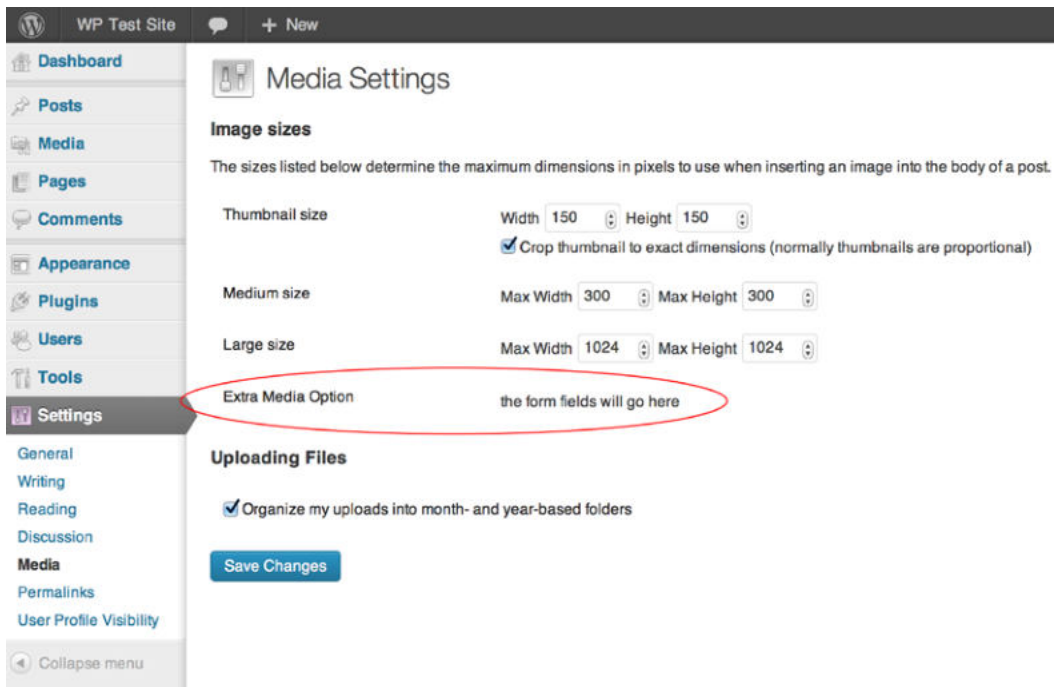 WP Test Site + New
Dashboard
Posts
Media
Pages
Comments
Appearance
Plugins
Users
Tools
Settings
General
Writing
Reading
Discussion
Media
Permalinks
User Profile Visibility
Collapse menu
Media Settings
Image sizes
The sizes listed below determine the maximum dimensions in pixels to use when inserting an image into the body of a post.
Thumbnail size Width 150 Height 150
Crop thumbnail to exact dimensions (normally thumbnails are proportional)
Medium size Max Width 300 Max Height 300
Large size Max Width 1024 Max Height 1024
Extra Media Option the form fields will go here
Uploading Files
Organize my uploads into month- and year-based folders
Save Changes